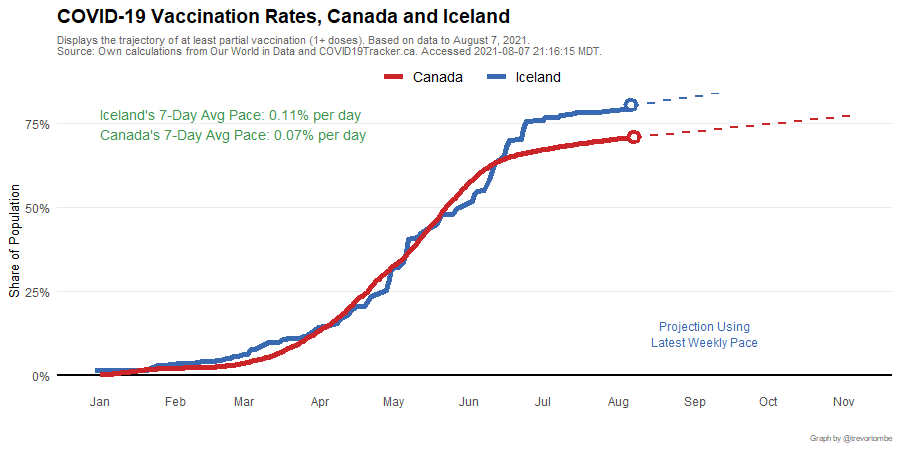 COVID-19 Vaccination Rates, Canada and Iceland
Displays the trajectory of at least partial vaccination (1+ doses). Based on data to August 7, 2021.
Source: Own calculations from Our World in Data and COVID19Tracker.ca. Accessed 2021-08-07 21:16:15 MDT.
Canada Iceland
Iceland's 7-Day Avg Pace: 0.11% per day
Canada's 7-Day Avg Pace: 0.07% per day
75%
50%
25%
0%
Share of Population
Projection Using
Latest Weekly Pace
Jan Feb Mar Apr May Jun Jul Aug Sep Oct Nov
Graph by @trevortombe